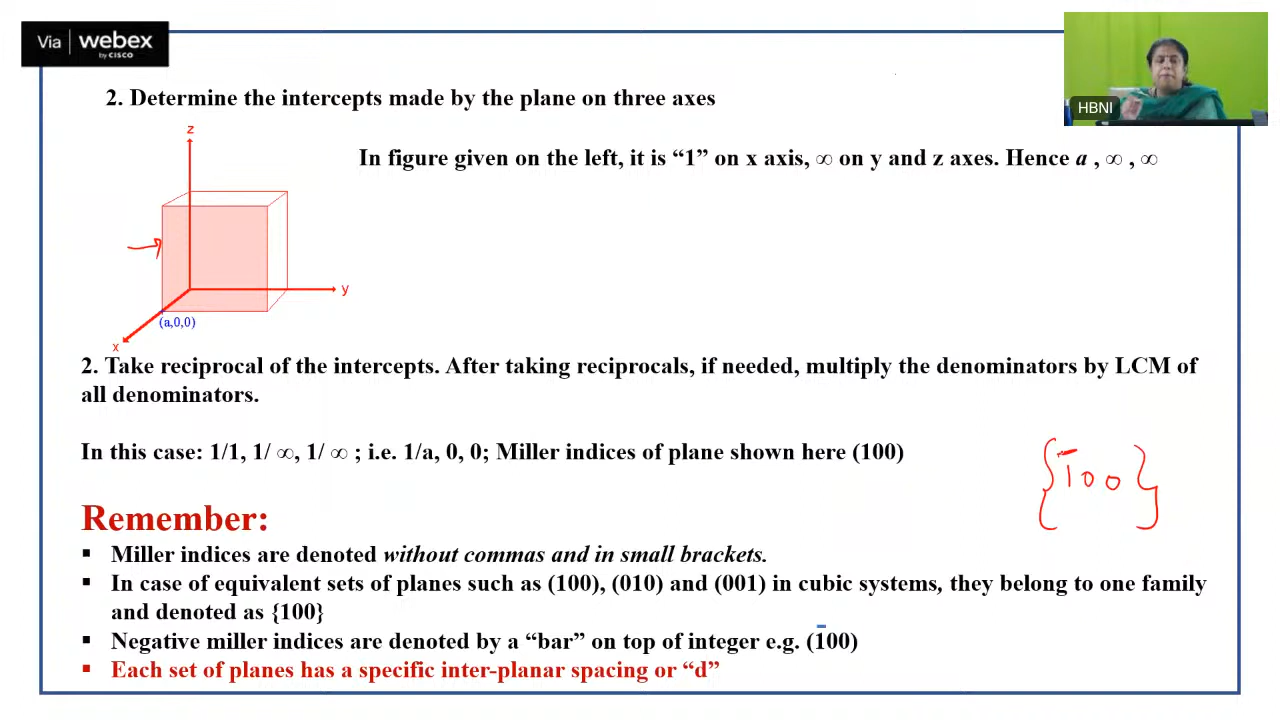 Via | webex
by CISCO
HBNI
2. Determine the intercepts made by the plane on three axes
In figure given on the left, it is “1” on x axis, ∞ on y and z axes. Hence a , ∞ , ∞
z
y
(a,0,0)
x
2. Take reciprocal of the intercepts. After taking reciprocals, if needed, multiply the denominators by LCM of
all denominators.
In this case: 1/1, 1/ ∞, 1/ ∞ ; i.e. 1/a, 0, 0; Miller indices of plane shown here (100)
{1̅00}
Remember:
▪ Miller indices are denoted without commas and in small brackets.
▪ In case of equivalent sets of planes such as (100), (010) and (001) in cubic systems, they belong to one family
and denoted as {100}
▪ Negative miller indices are denoted by a “bar” on top of integer e.g. (1̅00)
▪ Each set of planes has a specific inter-planar spacing or “d”